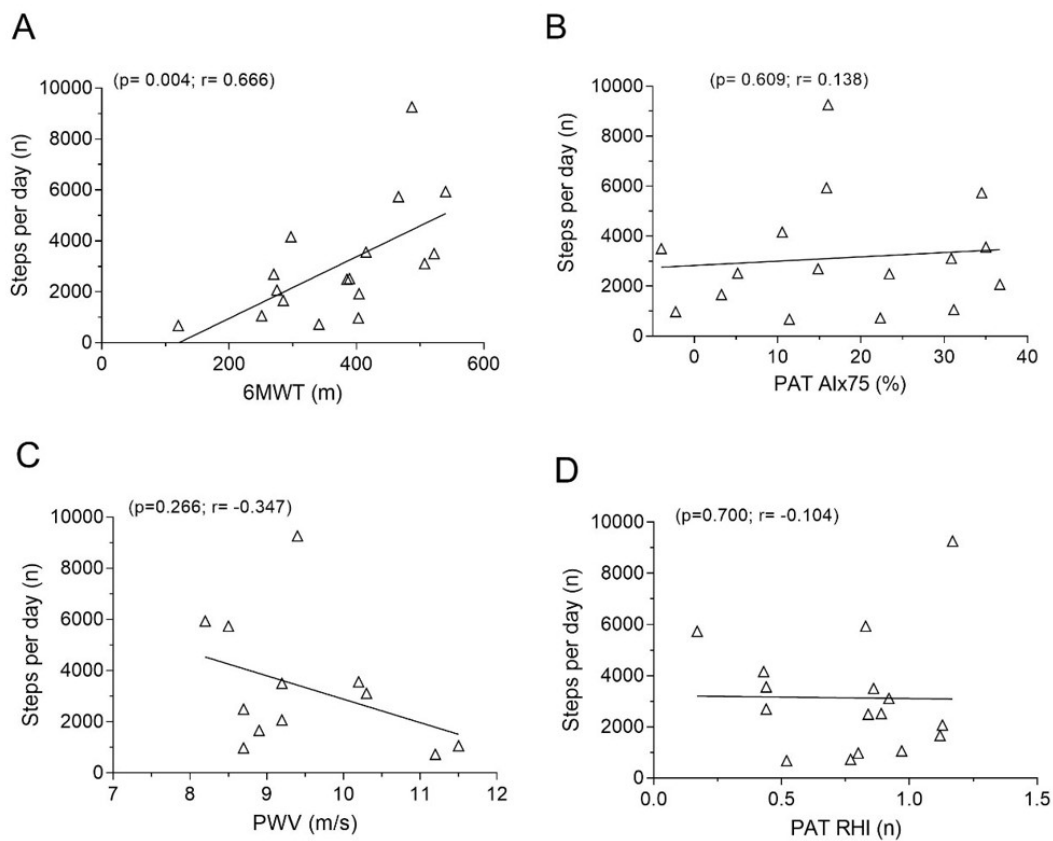 A
(p= 0.004; r= 0.666)
10000
8000
6000
4000
2000
0
Steps per day (n)
0 200 400 600
6MWT (m)
B
(p= 0.609; r= 0.138)
10000
8000
6000
4000
2000
0
Steps per day (n)
0 10 20 30 40
PAT AIx75 (%)
C
(p=0.266; r= -0.347)
10000
8000
6000
4000
2000
0
Steps per day (n)
7 8 9 10 11 12
PWV (m/s)
D
(p=0.700; r= -0.104)
10000
8000
6000
4000
2000
0
Steps per day (n)
0.0 0.5 1.0 1.5
PAT RHI (n)